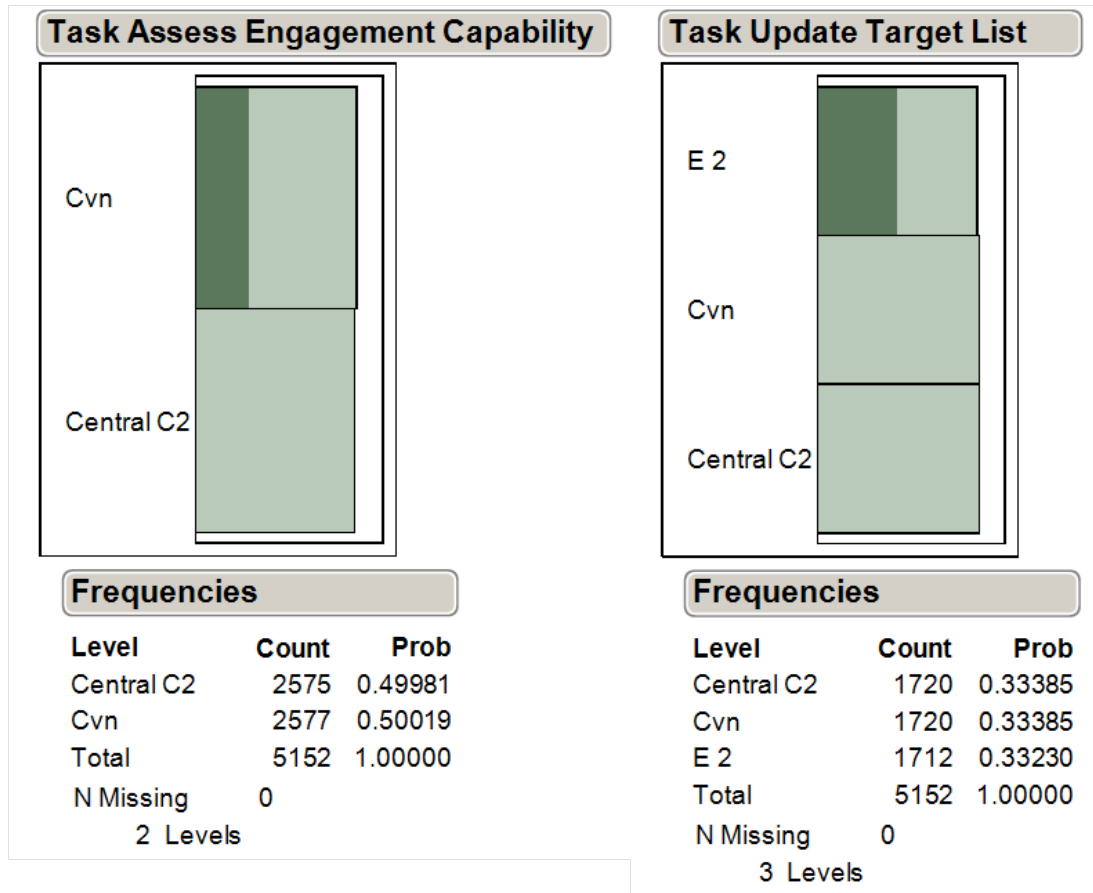 Task Assess Engagement Capability
Cvn
Central C2
Frequencies
Level Count Prob
Central C2 2575 0.49981
Cvn 2577 0.50019
Total 5152 1.00000
N Missing 0
2 Levels
Task Update Target List
E 2
Cvn
Central C2
Frequencies
Level Count Prob
Central C2 1720 0.33385
Cvn 1720 0.33385
E 2 1712 0.33230
Total 5152 1.00000
N Missing 0
3 Levels